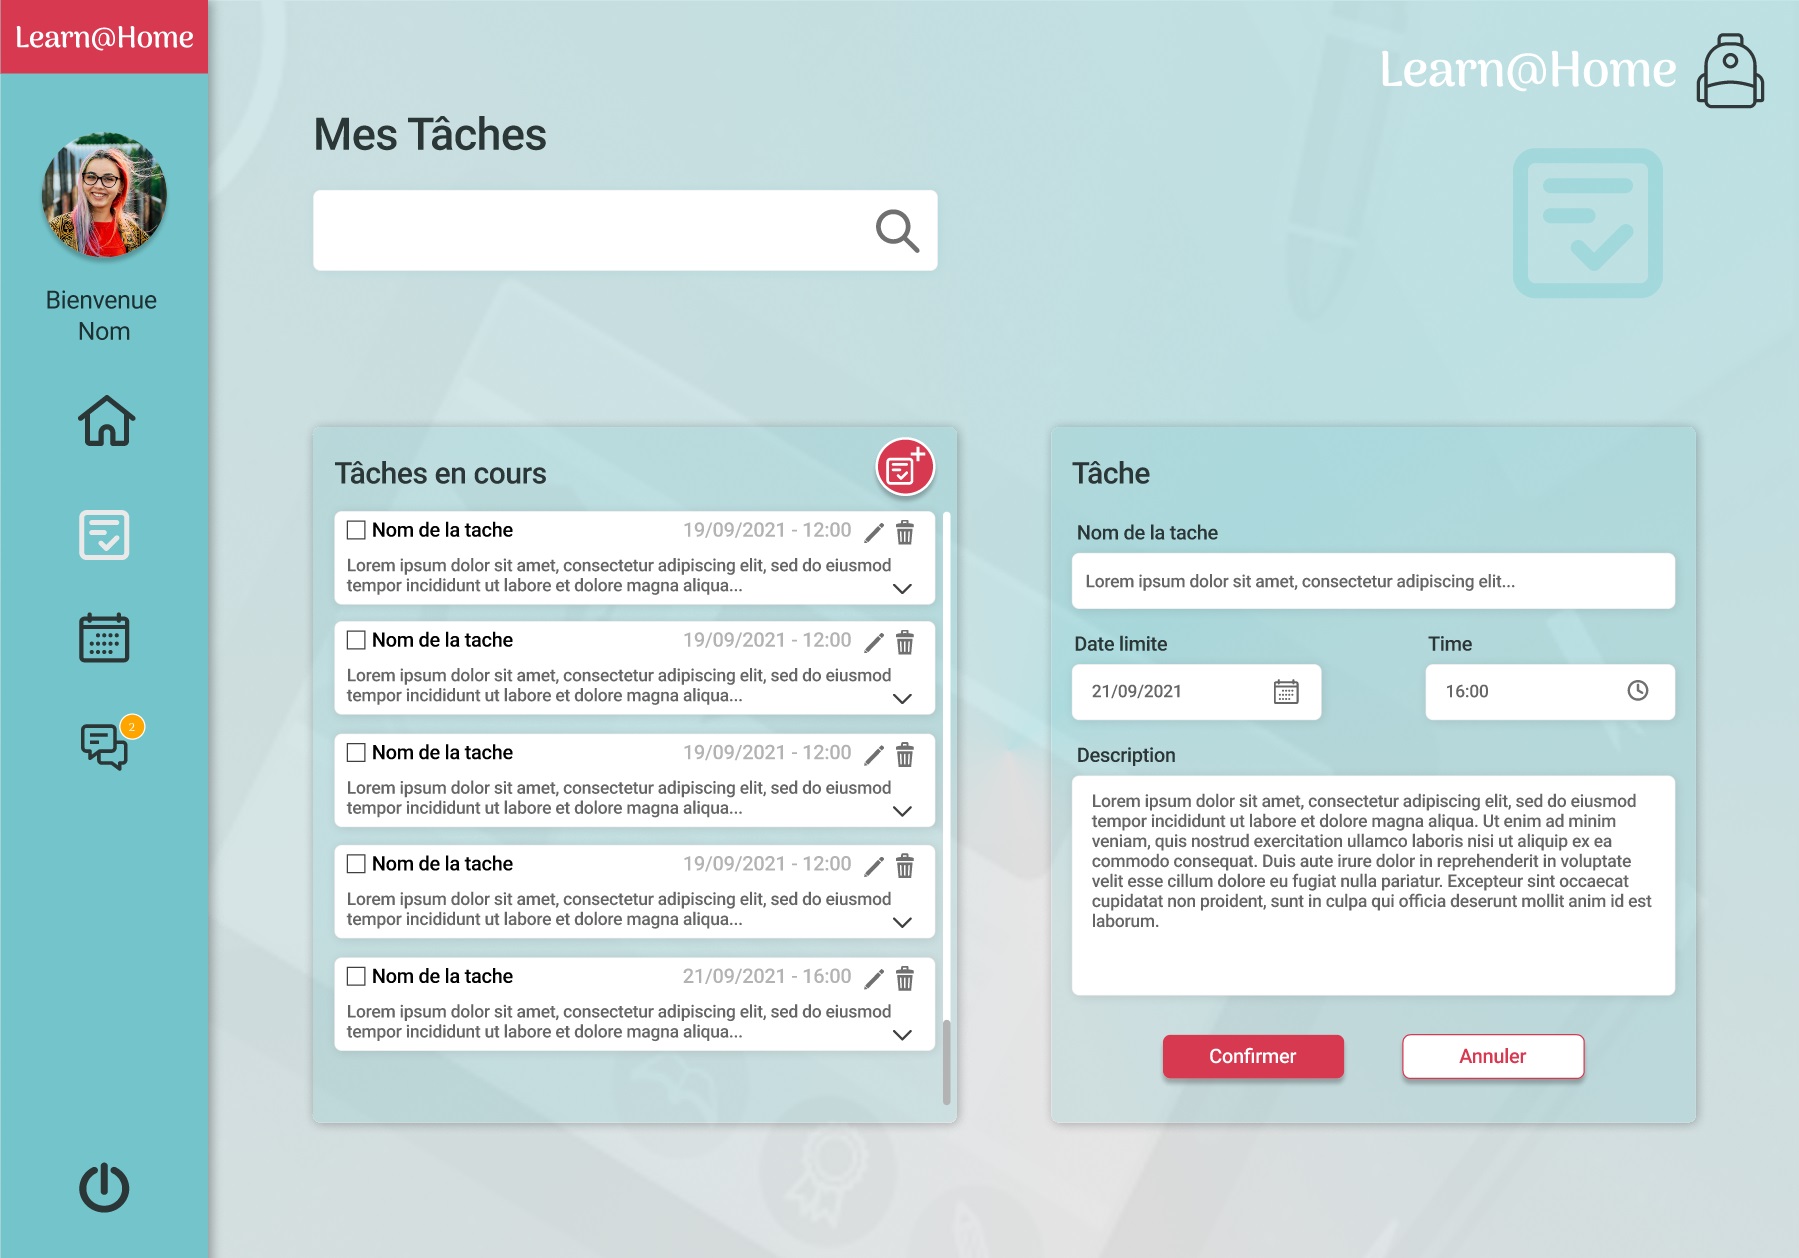 Learn@Home
Learn@Home
Bienvenue
Nom
2
Mes Tâches
Tâches en cours
Nom de la tache 19/09/2021 - 12:00
Lorem ipsum dolor sit amet, consectetur adipiscing elit, sed do eiusmod
tempor incididunt ut labore et dolore magna aliqua...
Nom de la tache 19/09/2021 - 12:00
Lorem ipsum dolor sit amet, consectetur adipiscing elit, sed do eiusmod
tempor incididunt ut labore et dolore magna aliqua...
Nom de la tache 19/09/2021 - 12:00
Lorem ipsum dolor sit amet, consectetur adipiscing elit, sed do eiusmod
tempor incididunt ut labore et dolore magna aliqua...
Nom de la tache 19/09/2021 - 12:00
Lorem ipsum dolor sit amet, consectetur adipiscing elit, sed do eiusmod
tempor incididunt ut labore et dolore magna aliqua...
Nom de la tache 21/09/2021 - 16:00
Lorem ipsum dolor sit amet, consectetur adipiscing elit, sed do eiusmod
tempor incididunt ut labore et dolore magna aliqua...
Tâche
Nom de la tache
Lorem ipsum dolor sit amet, consectetur adipiscing elit...
Date limite Time
21/09/2021 16:00
Description
Lorem ipsum dolor sit amet, consectetur adipiscing elit, sed do eiusmod
tempor incididunt ut labore et dolore magna aliqua. Ut enim ad minim
veniam, quis nostrud exercitation ullamco laboris nisi ut aliquip ex ea
commodo consequat. Duis aute irure dolor in reprehenderit in voluptate
velit esse cillum dolore eu fugiat nulla pariatur. Excepteur sint occaecat
cupidatat non proident, sunt in culpa qui officia deserunt mollit anim id est
laborum.
Confirmer Annuler